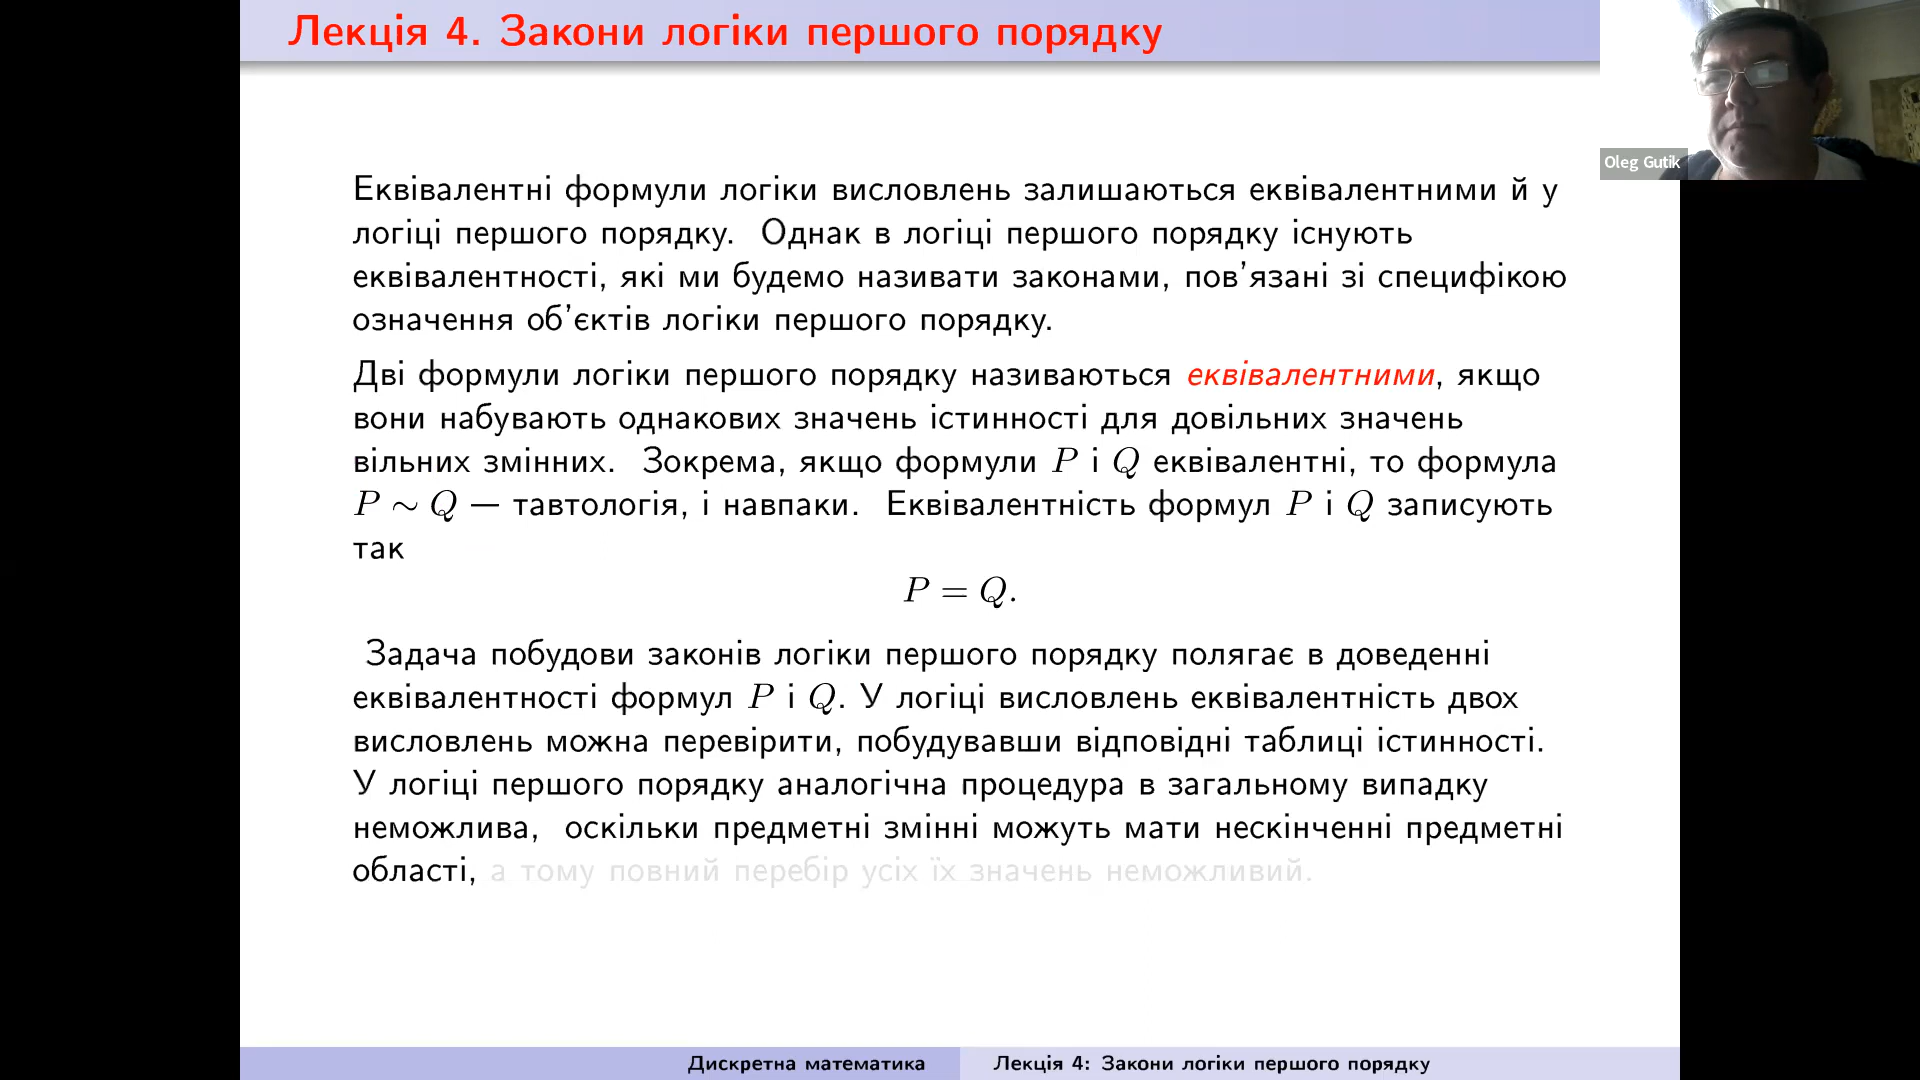 Лекція 4. Закони логіки першого порядку
Oleg Gutik
Еквівалентні формули логіки висловлень залишаються еквівалентними й у
логіці першого порядку. Однак в логіці першого порядку існують
еквівалентності, які ми будемо називати законами, пов'язані зі специфікою
означення об'єктів логіки першого порядку.
Дві формули логіки першого порядку називаються еквівалентними, якщо
вони набувають однакових значень істинності для довільних значень
вільних змінних. Зокрема, якщо формули P і Q еквівалентні, то формула
P ∼ Q — тавтологія, і навпаки. Еквівалентність формул P і Q записують
так
P = Q.
Задача побудови законів логіки першого порядку полягає в доведенні
еквівалентності формул P і Q. У логіці висловлень еквівалентність двох
висловлень можна перевірити, побудувавши відповідні таблиці істинності.
У логіці першого порядку аналогічна процедура в загальному випадку
неможлива, оскільки предметні змінні можуть мати нескінченні предметні
області, а тому повний перебір усіх їх значень неможливий.
Дискретна математика
Лекція 4: Закони логіки першого порядку